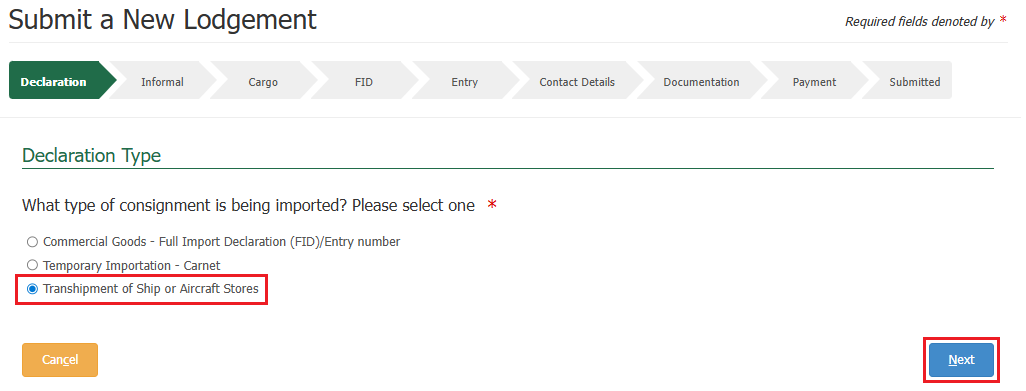 Submit a New Lodgement
Required fields denoted by *
Declaration
Informal
Cargo
FID
Entry
Contact Details
Documentation
Payment
Submitted
Declaration Type
What type of consignment is being imported? Please select one *
Commercial Goods - Full Import Declaration (FID)/Entry number
Temporary Importation - Carnet
Transhipment of Ship or Aircraft Stores
Cancel
Next